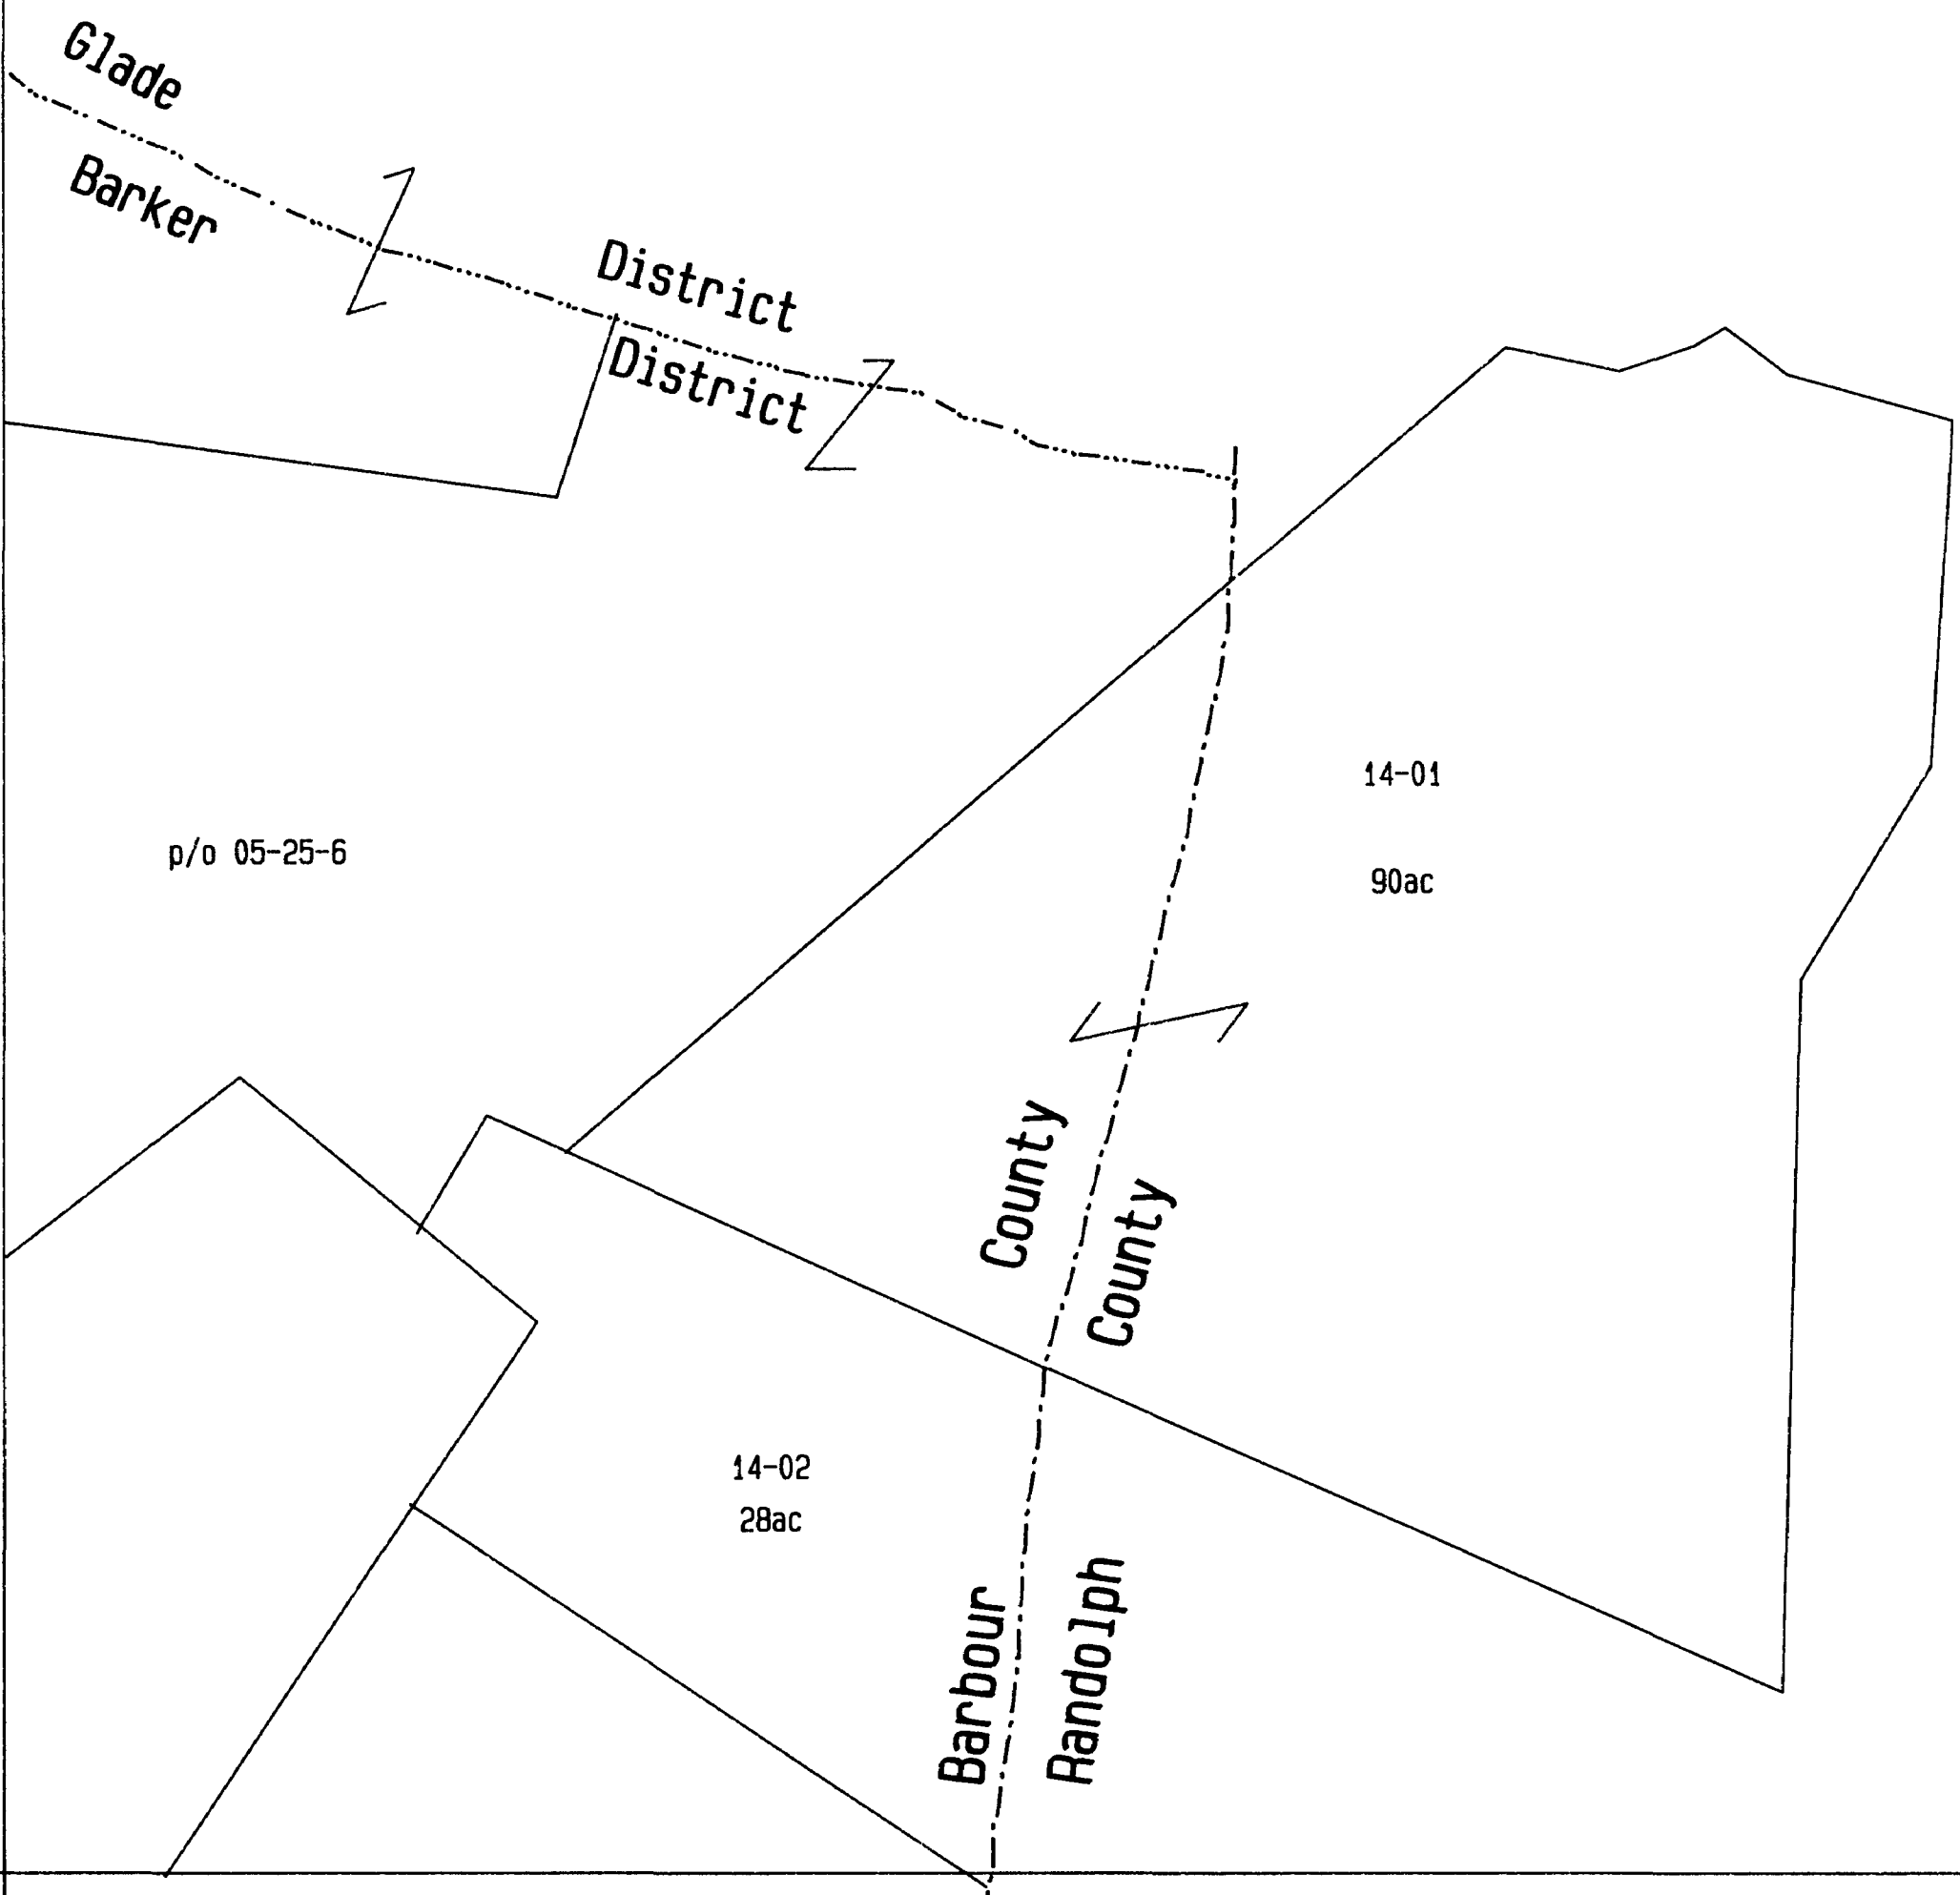 Glade
Barker
District
District
14-01
90ac
p/o 05-25-6
County
County
14-02
28ac
Barbour
Randolph